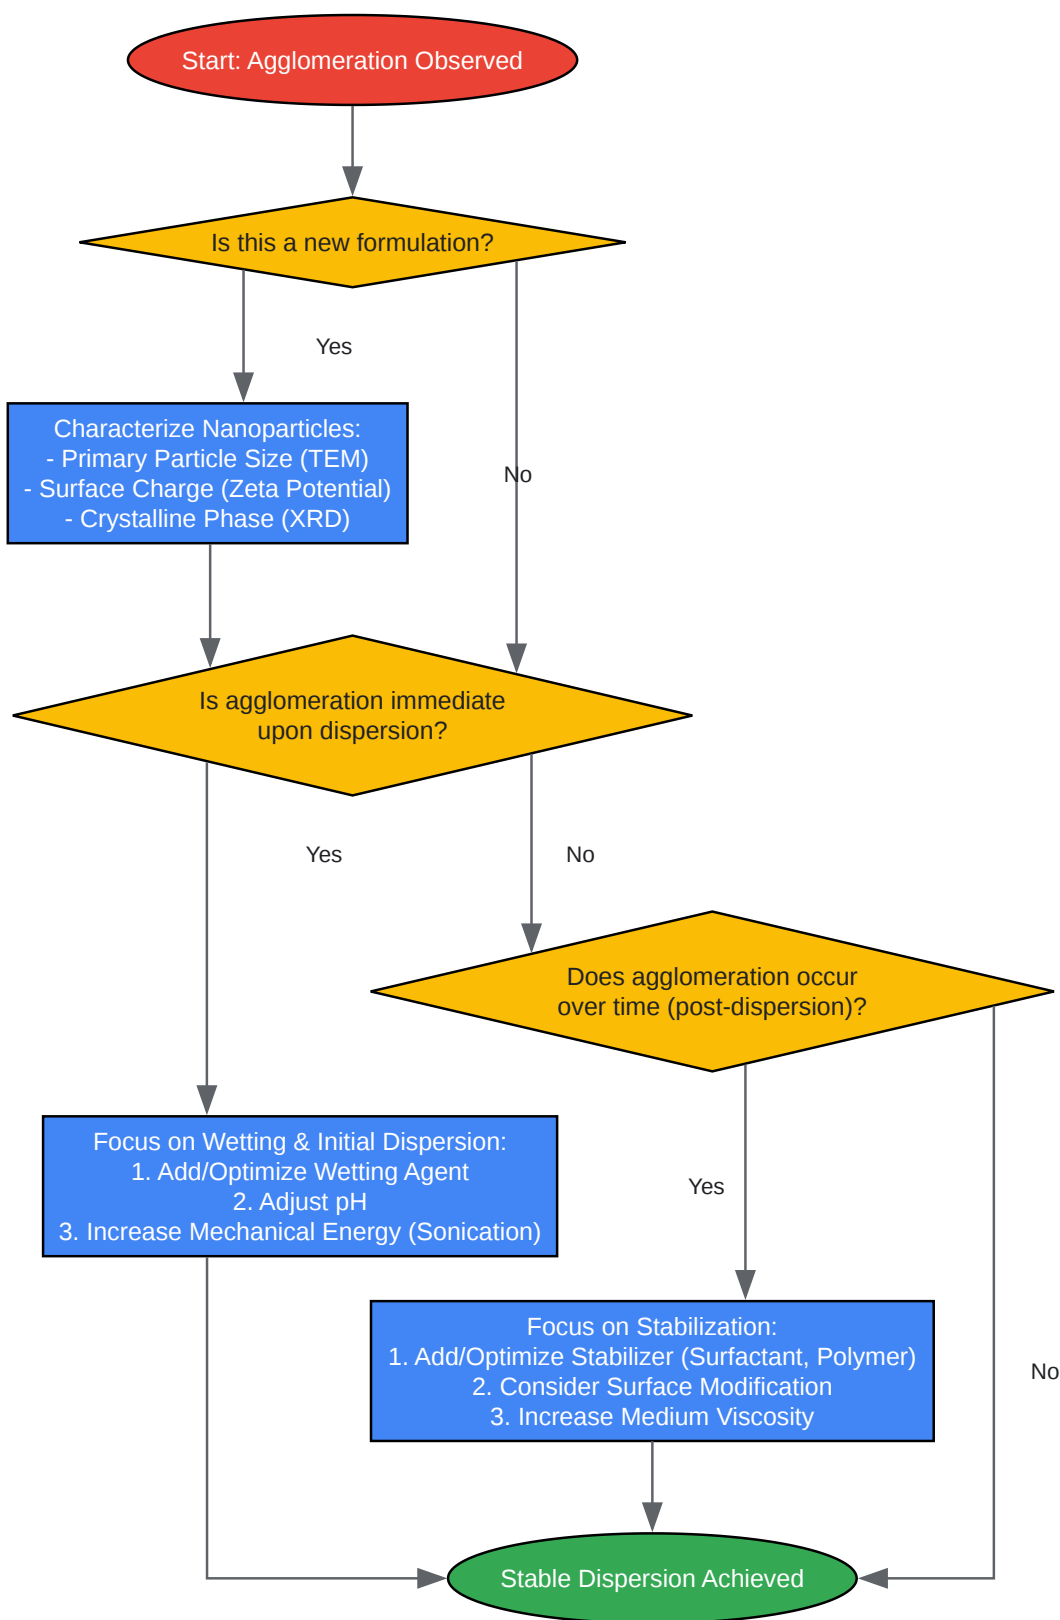 Start: Agglomeration Observed
Is this a new formulation?
Yes
Characterize Nanoparticles:
- Primary Particle Size (TEM)
- Surface Charge (Zeta Potential)
- Crystalline Phase (XRD)
No
Is agglomeration immediate
upon dispersion?
Yes
No
Does agglomeration occur
over time (post-dispersion)?
Focus on Wetting & Initial Dispersion:
1. Add/Optimize Wetting Agent
2. Adjust pH
3. Increase Mechanical Energy (Sonication)
Yes
Focus on Stabilization:
1. Add/Optimize Stabilizer (Surfactant, Polymer)
2. Consider Surface Modification
3. Increase Medium Viscosity
No
Stable Dispersion Achieved